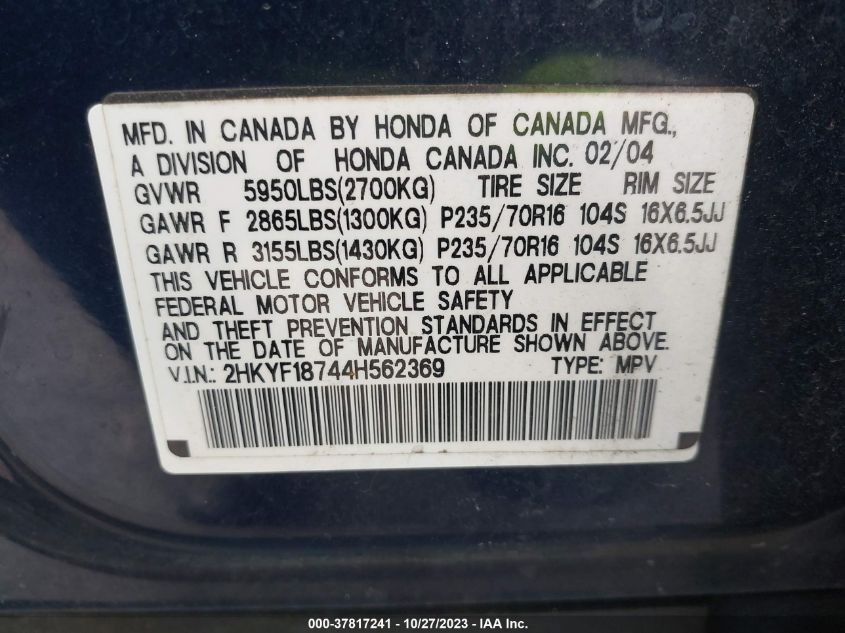 MFD. IN CANADA BY HONDA OF CANADA MFG.,
A DIVISION OF HONDA CANADA INC. 02/04
GVWR 5950LBS(2700KG) TIRE SIZE RIM SIZE
GAWR F 2865LBS(1300KG) P235/70R16 104S 16X6.5JJ
GAWR R 3155LBS(1430KG) P235/70R16 104S 16X6.5JJ
THIS VEHICLE CONFORMS TO ALL APPLICABLE
FEDERAL MOTOR VEHICLE SAFETY
AND THEFT PREVENTION STANDARDS IN EFFECT
ON THE DATE OF MANUFACTURE SHOWN ABOVE.
V.I.N.: 2HKYF18744H562369 TYPE: MPV
000-37817241 - 10/27/2023 - © IAA, Inc.